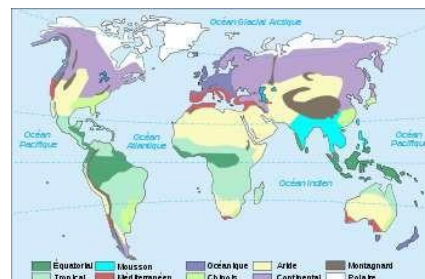 Océan Glacial Arctique
Océan
Pacifique
Océan
Atlantique
Océan
Pacifique
Océan Indien
Équatorial
Mousson
Océanique
Aride
Montagnard
Tropical
Méditerranéen
Chinois
Continental
Polaire